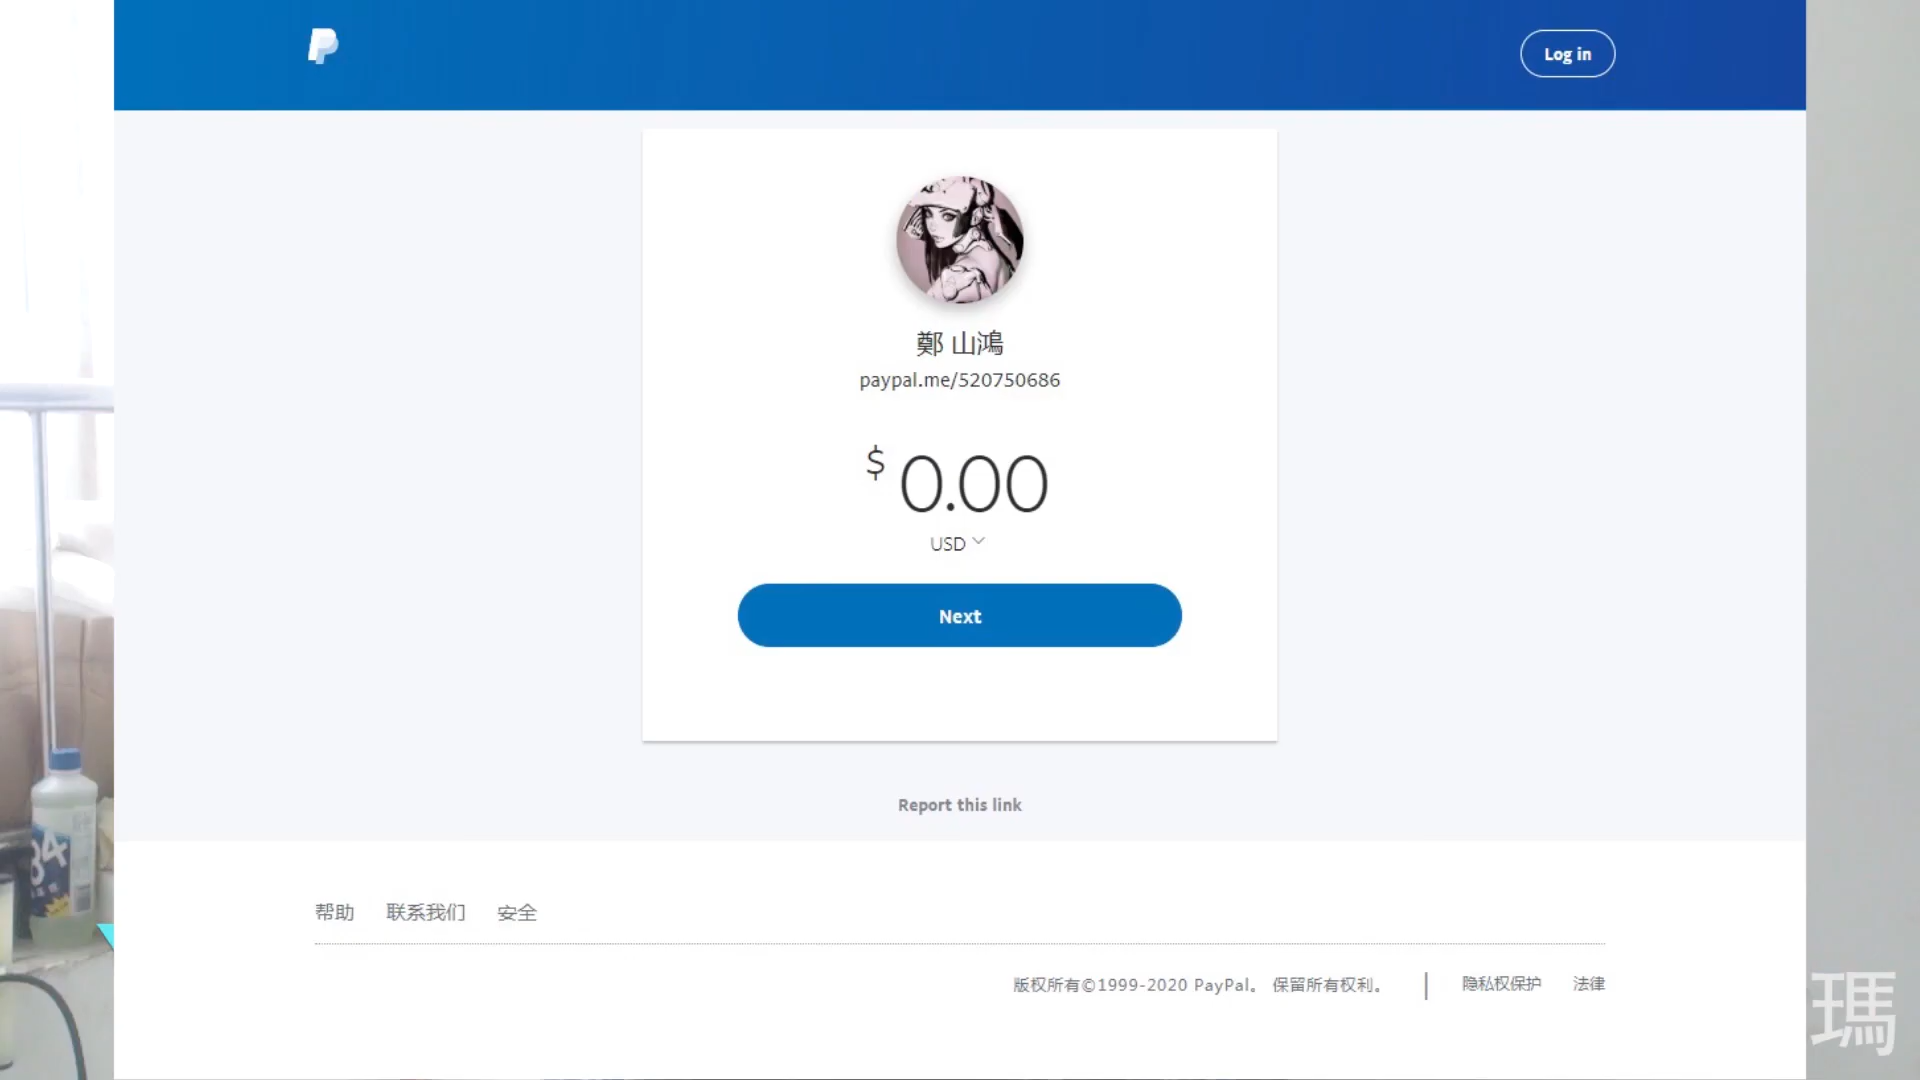 Log in
鄭 山鴻
paypal.me/520750686
$ 0.00
USD
Next
Report this link
帮助 联系我们 安全
版权所有©1999-2020 PayPal。 保留所有权利。 | 隐私权保护 法律
84
瑪